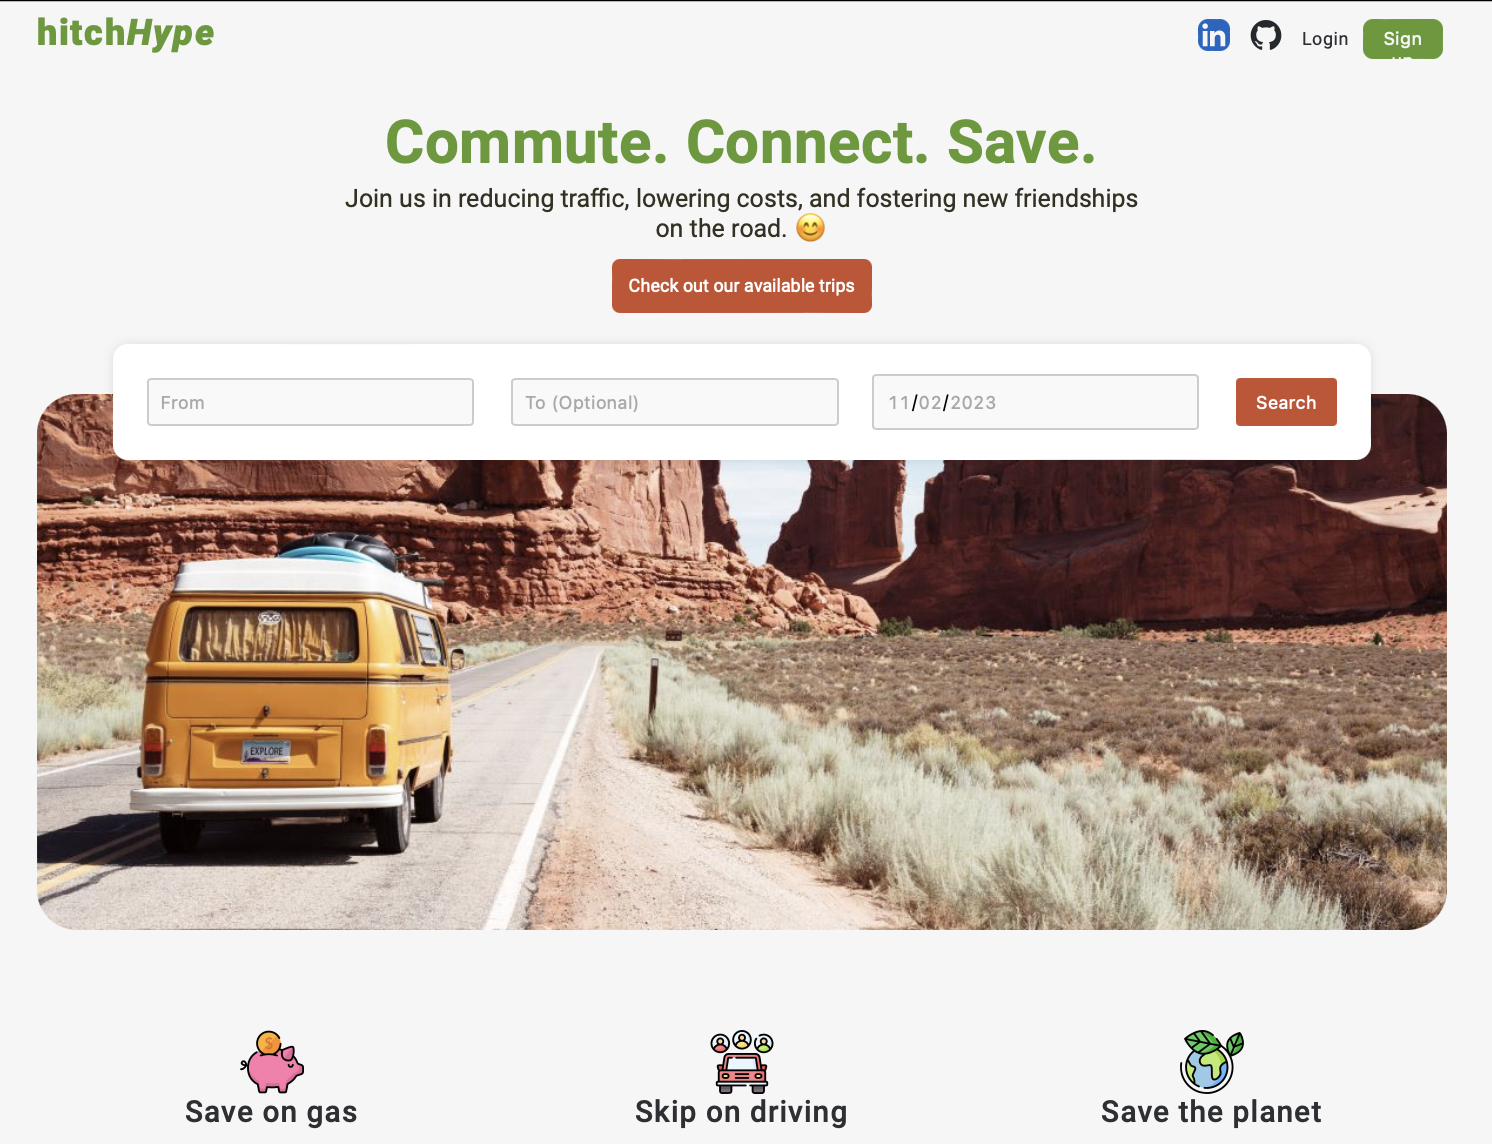 hitchHype
in
Login
Sign
Commute. Connect. Save.
Join us in reducing traffic, lowering costs, and fostering new friendships
on the road. 😊
Check out our available trips
From
To (Optional)
11/02/2023
Search
EXPLORE
$
Save on gas
Skip on driving
Save the planet